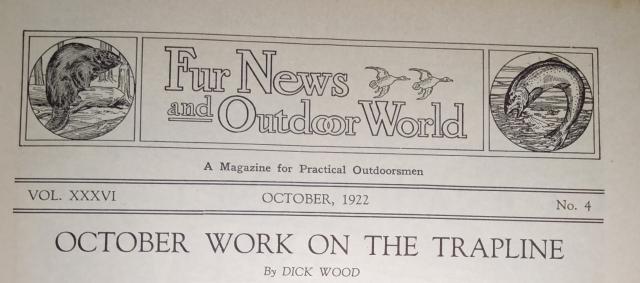 Fur News
and Outdoor World
A Magazine for Practical Outdoorsmen
VOL. XXXVI OCTOBER, 1922 No. 4
OCTOBER WORK ON THE TRAPLINE
By DICK WOOD